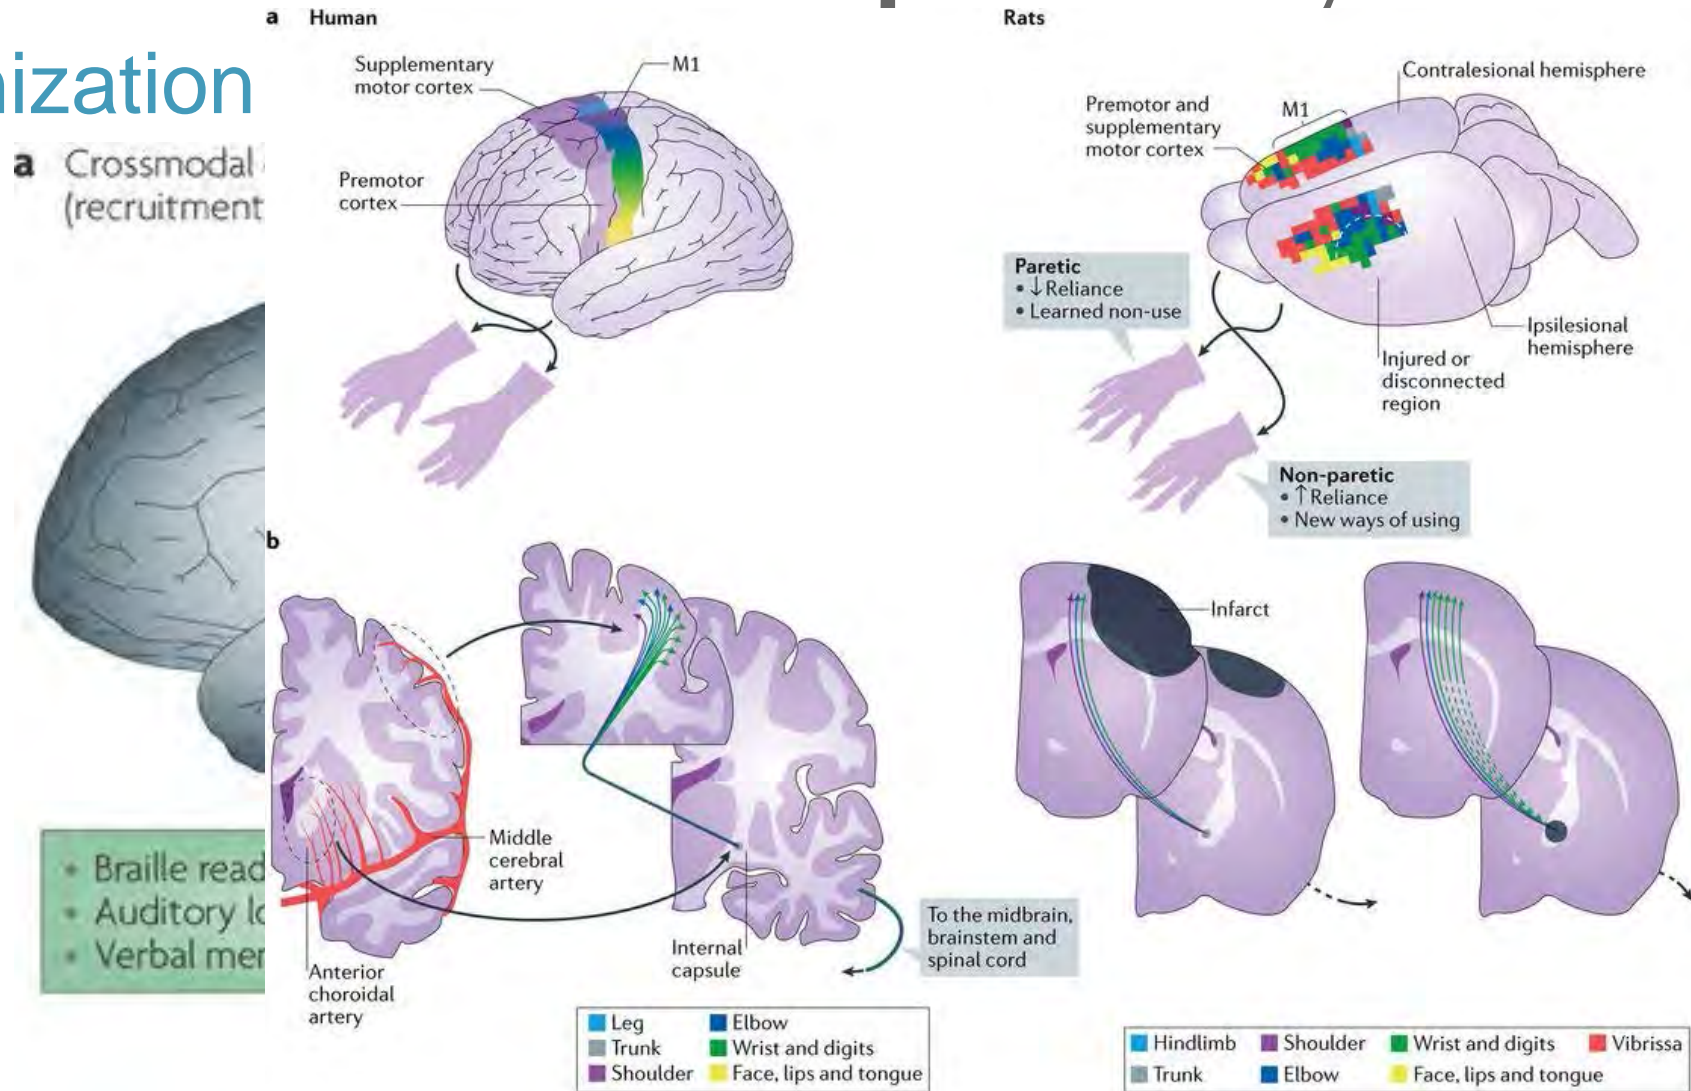 nization
a Crossmodal
(recruitment
• Braille read
• Auditory lo
• Verbal mer
a Human
Supplementary
motor cortex
M1
Premotor
cortex
Rats
Contralesional hemisphere
Premotor and
supplementary
motor cortex
M1
Paretic
• ↓ Reliance
• Learned non-use
Ipsilesional
hemisphere
Injured or
disconnected
region
Non-paretic
• ↑ Reliance
• New ways of using
b
Infarct
Middle
cerebral
artery
Internal
capsule
To the midbrain,
brainstem and
spinal cord
Anterior
choroidal
artery
Leg
Elbow
Trunk
Wrist and digits
Shoulder
Face, lips and tongue
Hindlimb
Shoulder
Wrist and digits
Vibrissa
Trunk
Elbow
Face, lips and tongue